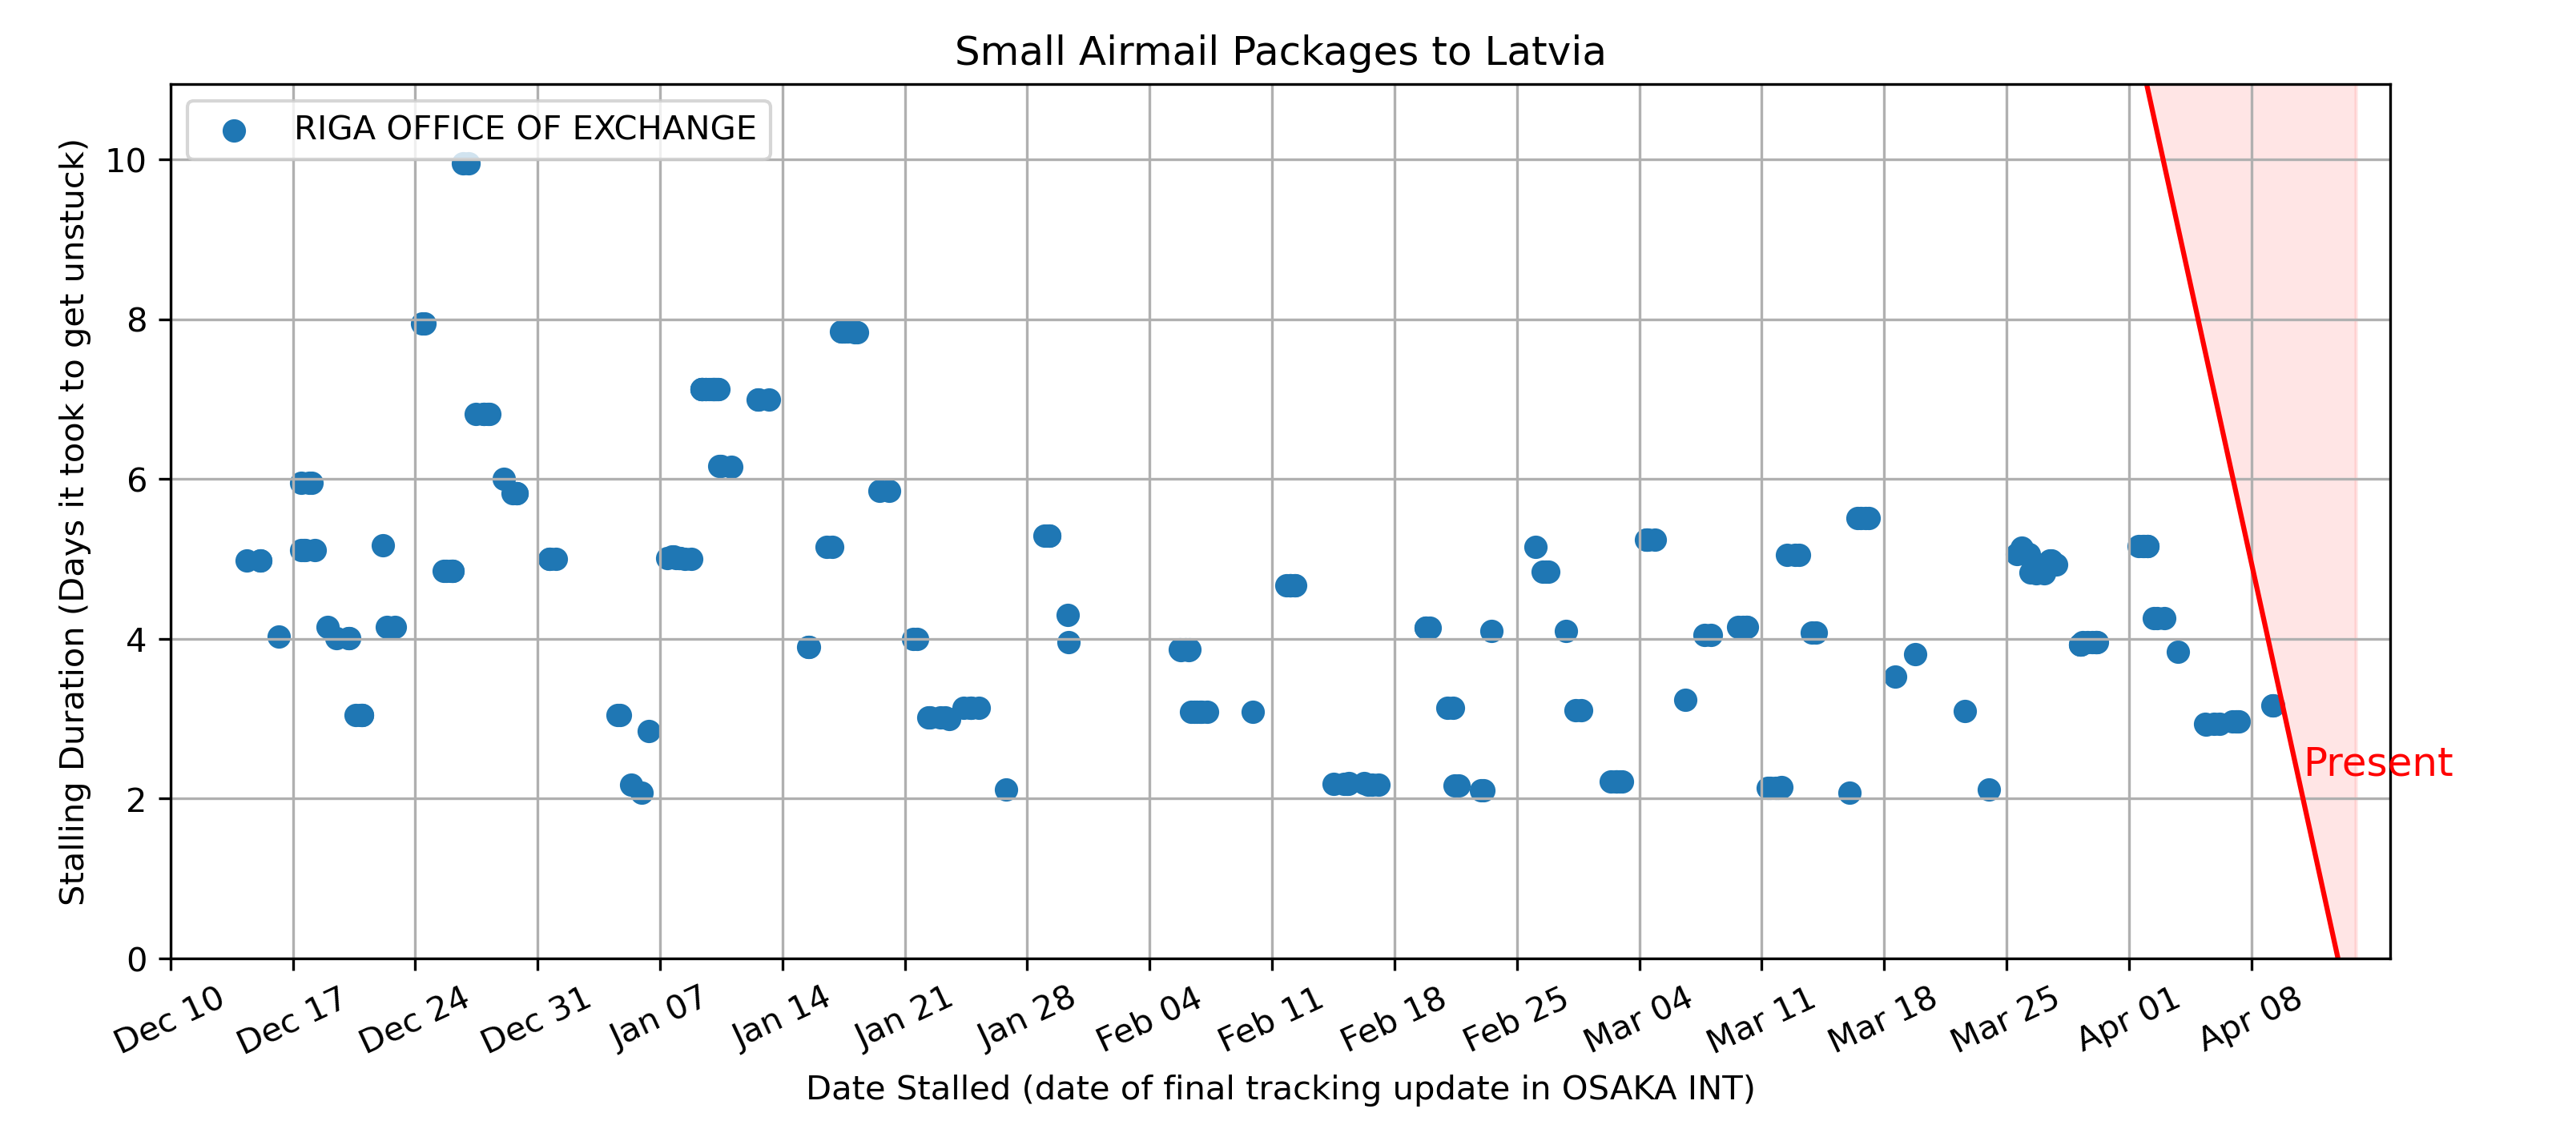 Small Airmail Packages to Latvia
RIGA OFFICE OF EXCHANGE
Stalling Duration (Days it took to get unstuck)
10
8
6
4
2
0
Present
Dec 10
Dec 17
Dec 24
Dec 31
Jan 07
Jan 14
Jan 21
Jan 28
Feb 04
Feb 11
Feb 18
Feb 25
Mar 04
Mar 11
Mar 18
Mar 25
Apr 01
Apr 08
Date Stalled (date of final tracking update in OSAKA INT)